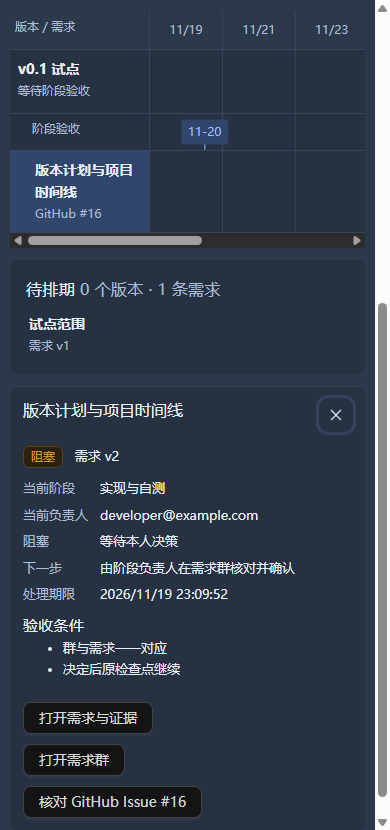 版本 / 需求 11/19 11/21 11/23
v0.1 试点
等待阶段验收
阶段验收 11-20
版本计划与项目
时间线
GitHub #16
待排期 0 个版本 · 1 条需求
试点范围
需求 v1
版本计划与项目时间线
阻塞 需求 v2
当前阶段 实现与自测
当前负责人 developer@example.com
阻塞 等待本人决策
下一步 由阶段负责人在需求群核对并确认
处理期限 2026/11/19 23:09:52
验收条件
• 群与需求一一对应
• 决定后原检查点继续
打开需求与证据
打开需求群
核对 GitHub Issue #16